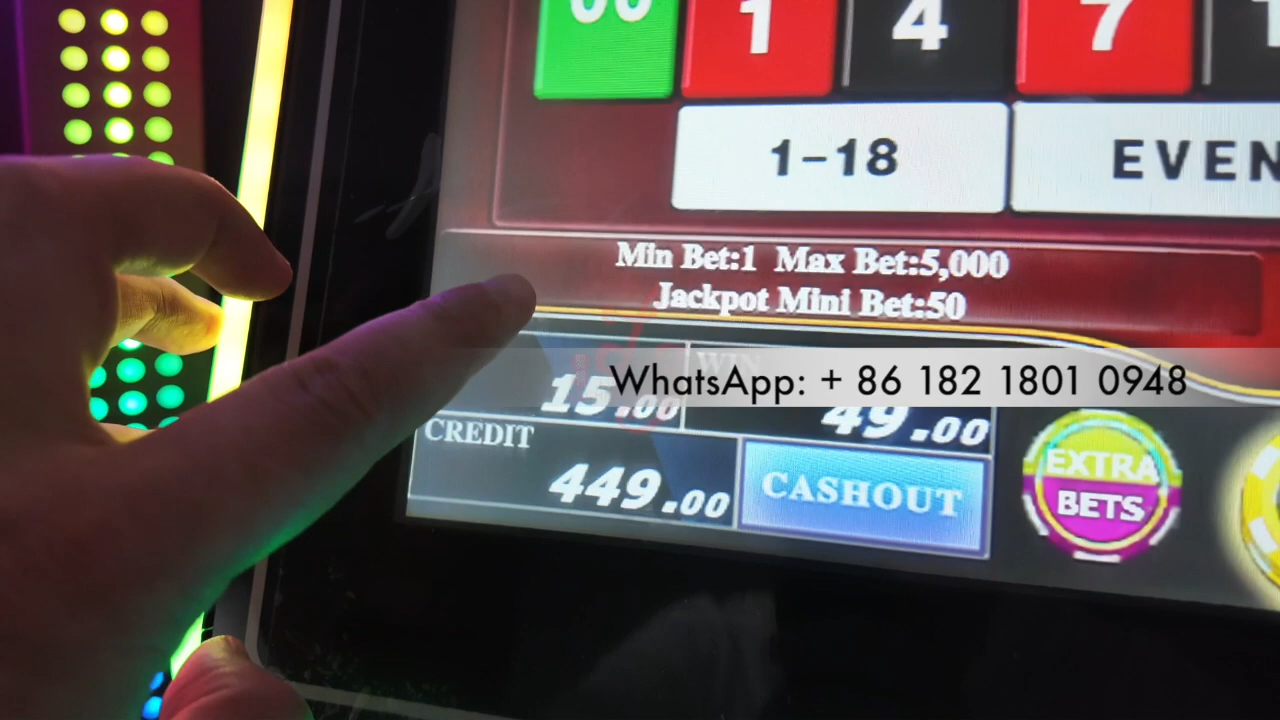 00 1 4 7
1-18 EVEN
Min Bet:1 Max Bet:5,000
Jackpot Mini Bet:50
WIN
WhatsApp: + 86 182 1801 0948
15.00 49.00
CREDIT
449.00
CASHOUT
EXTRA
BETS